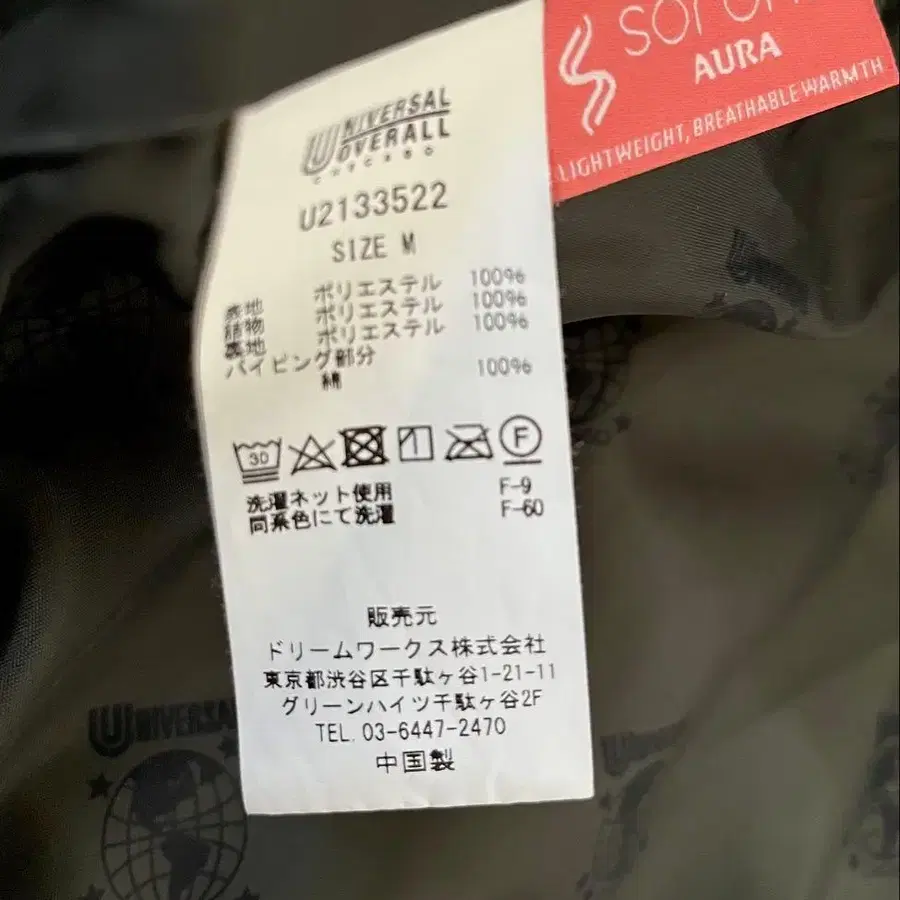 UNIVERSAL
OVERALL
CHICAGO
U2133522
SIZE M
表地 ポリエステル 100%
詰物 ポリエステル 100%
裏地 ポリエステル 100%
パイピング部分
綿 100%
30
F
洗濯ネット使用 F-9
同系色にて洗濯 F-60
販売元
ドリームワークス株式会社
東京都渋谷区千駄ヶ谷1-21-11
グリーンハイツ千駄ヶ谷2F
TEL. 03-6447-2470
中国製
AURA
LIGHTWEIGHT, BREATHABLE WARMTH
UNIVERSAL